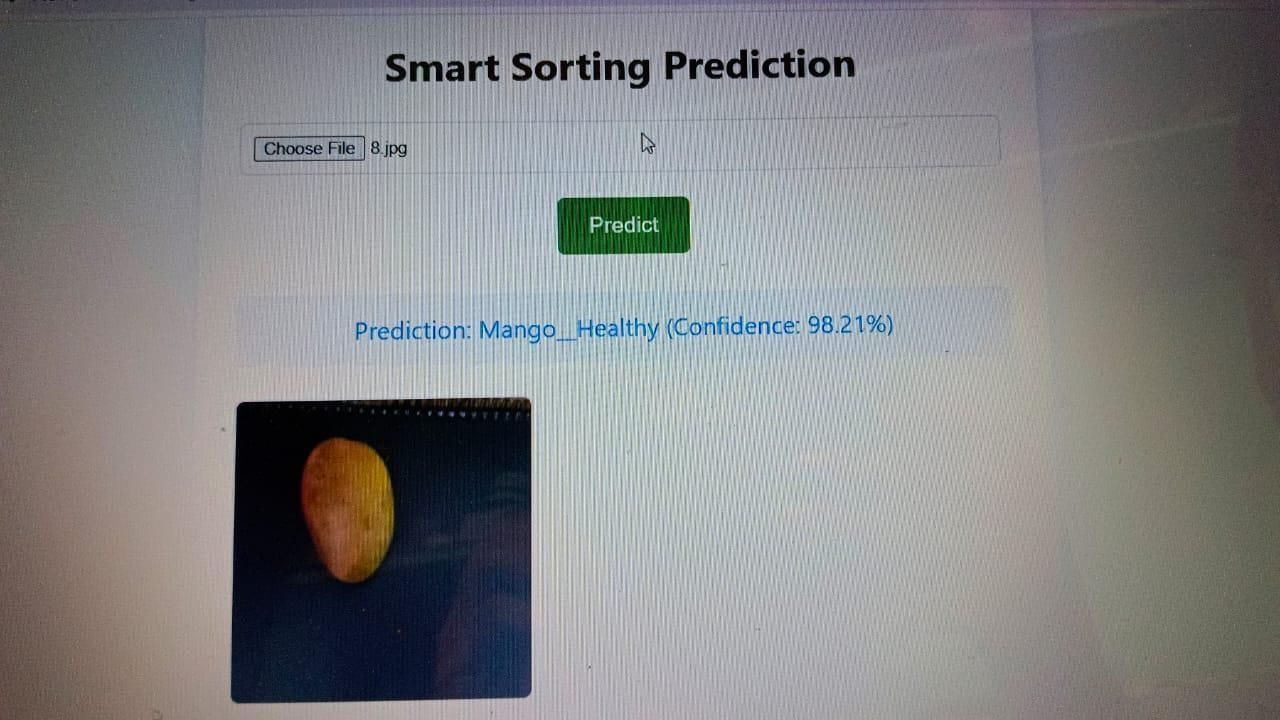 Smart Sorting Prediction
Choose File 8.jpg
Predict
Prediction: Mango__Healthy (Confidence: 98.21%)